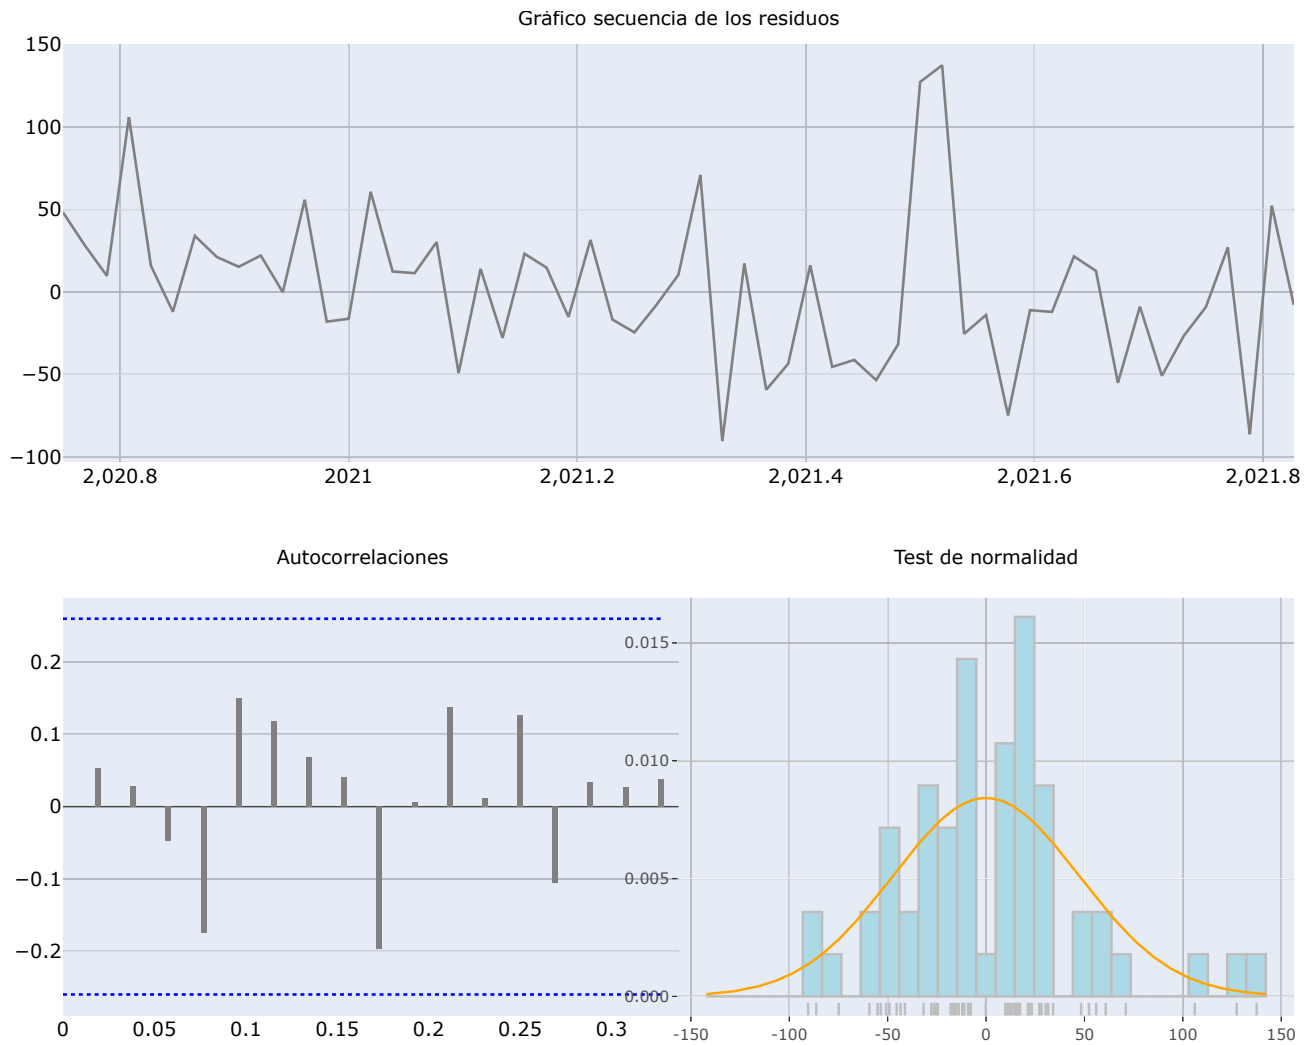 Gráfico secuencia de los residuos
150
100
50
0
−50
−100
2,020.8 2021 2,021.2 2,021.4 2,021.6 2,021.8
Autocorrelaciones
0.2
0.1
0
−0.1
−0.2
0 0.05 0.1 0.15 0.2 0.25 0.3
Test de normalidad
0.015
0.010
0.005
0.000
-150 -100 -50 0 50 100 150